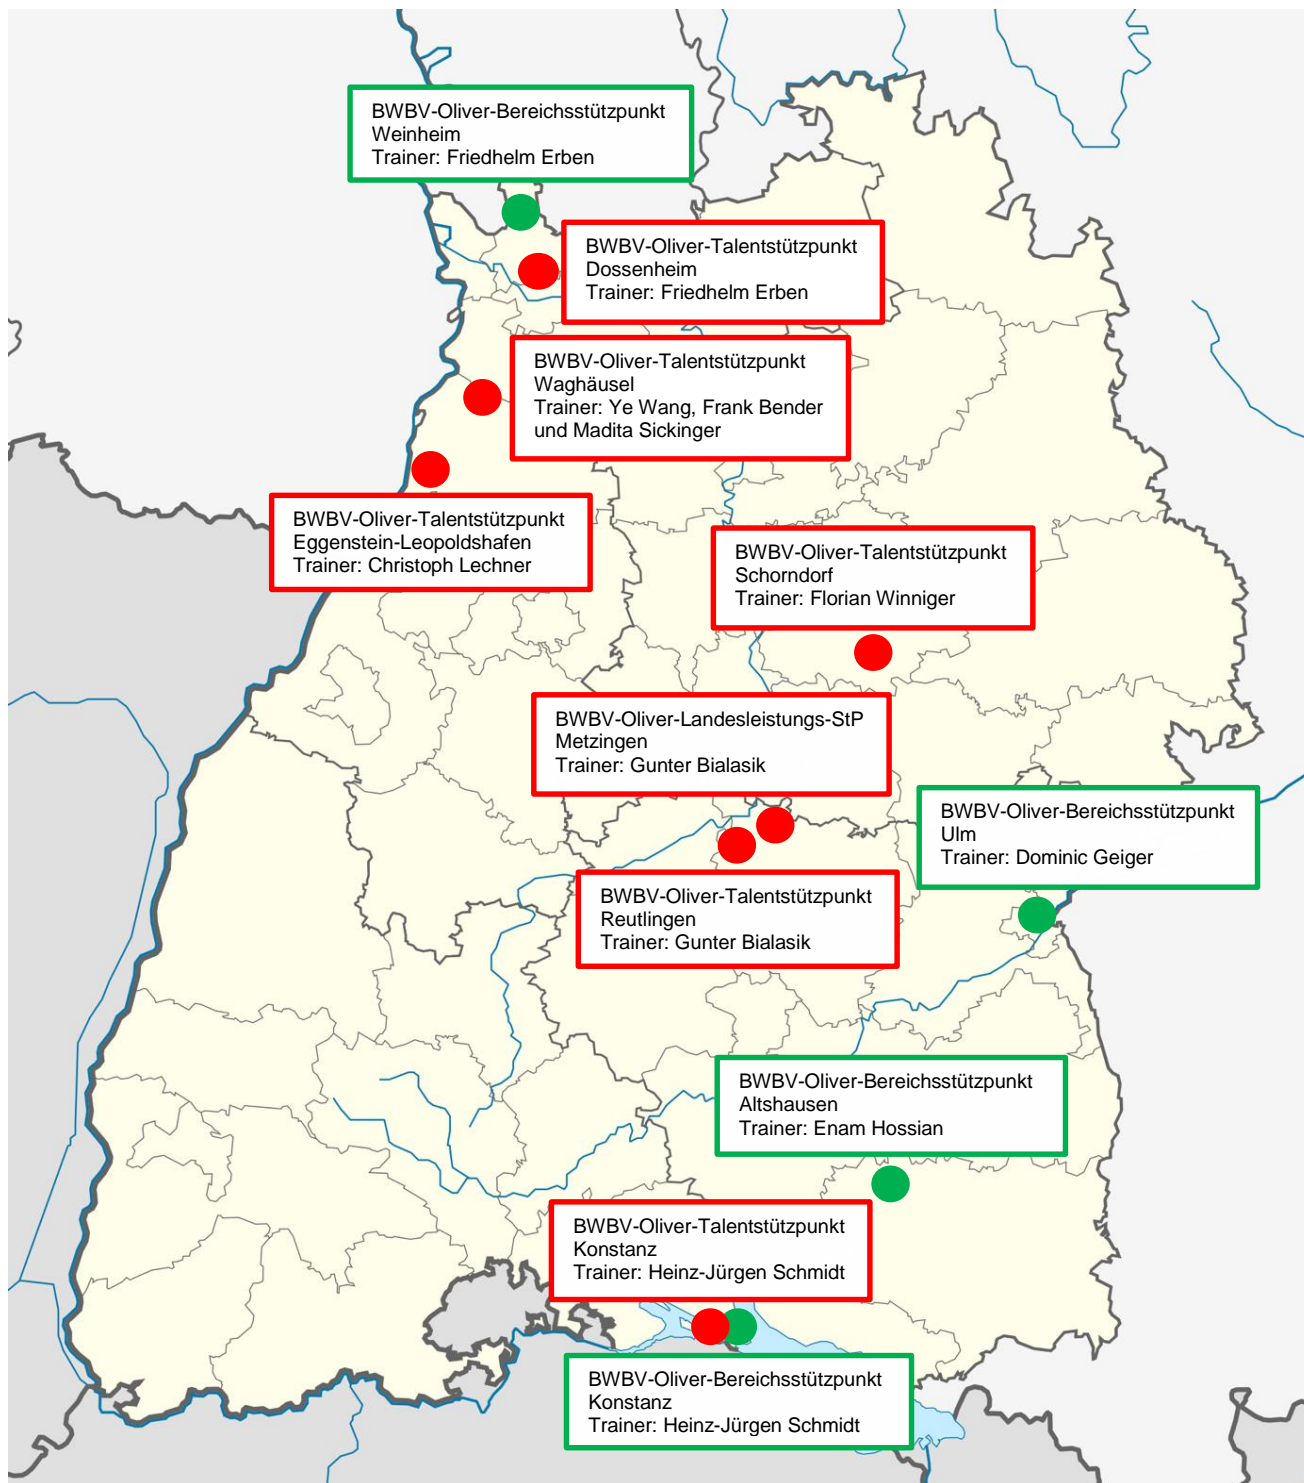 BWBV-Oliver-Bereichsstützpunkt
Weinheim
Trainer: Friedhelm Erben
BWBV-Oliver-Talentstützpunkt
Dossenheim
Trainer: Friedhelm Erben
BWBV-Oliver-Talentstützpunkt
Waghäusel
Trainer: Ye Wang, Frank Bender
und Madita Sickinger
BWBV-Oliver-Talentstützpunkt
Eggenstein-Leopoldshafen
Trainer: Christoph Lechner
BWBV-Oliver-Talentstützpunkt
Schorndorf
Trainer: Florian Winniger
BWBV-Oliver-Landesleistungs-StP
Metzingen
Trainer: Gunter Bialasik
BWBV-Oliver-Bereichsstützpunkt
Ulm
Trainer: Dominic Geiger
BWBV-Oliver-Talentstützpunkt
Reutlingen
Trainer: Gunter Bialasik
BWBV-Oliver-Bereichsstützpunkt
Altshausen
Trainer: Enam Hossian
BWBV-Oliver-Talentstützpunkt
Konstanz
Trainer: Heinz-Jürgen Schmidt
BWBV-Oliver-Bereichsstützpunkt
Konstanz
Trainer: Heinz-Jürgen Schmidt